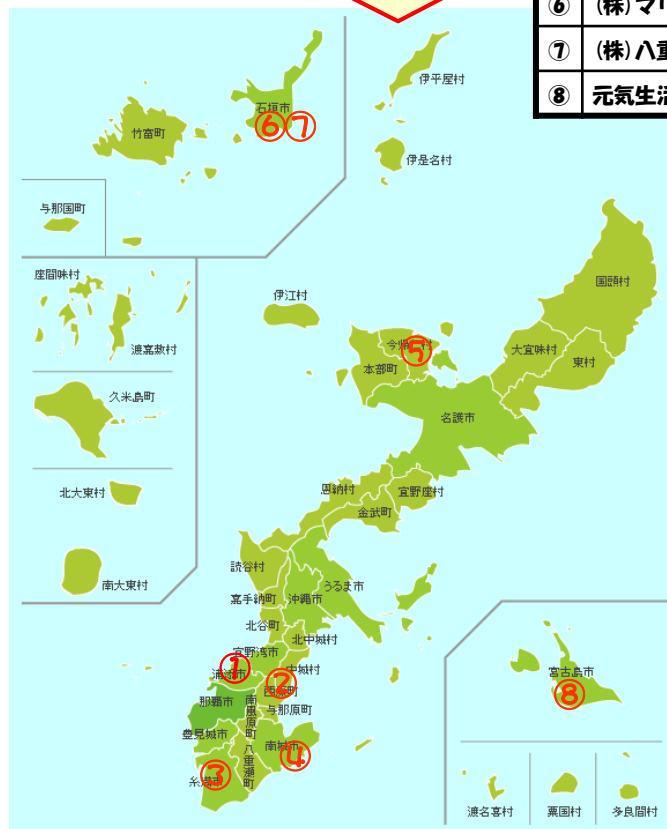 ⑥ (株)マリ
⑦ (株)八重
⑧ 元気生活
伊平屋村
石垣市
⑥⑦
竹富町
伊是名村
与那国町
座間味村
国頭村
伊江村
渡嘉敷村
今帰仁村
⑤
大宜味村
東村
本部町
久米島町
名護市
恩納村
宜野座村
北大東村
金武町
読谷村
南大東村
うるま市
嘉手納町
沖縄市
北谷町
北中城村
宜野湾市
浦添市
①
中城村
宮古島市
⑧
西原町
②
那覇市
南風原町
与那原町
豊見城市
南城市
④
八重瀬町
糸満市
③
渡名喜村
粟国村
多良間村